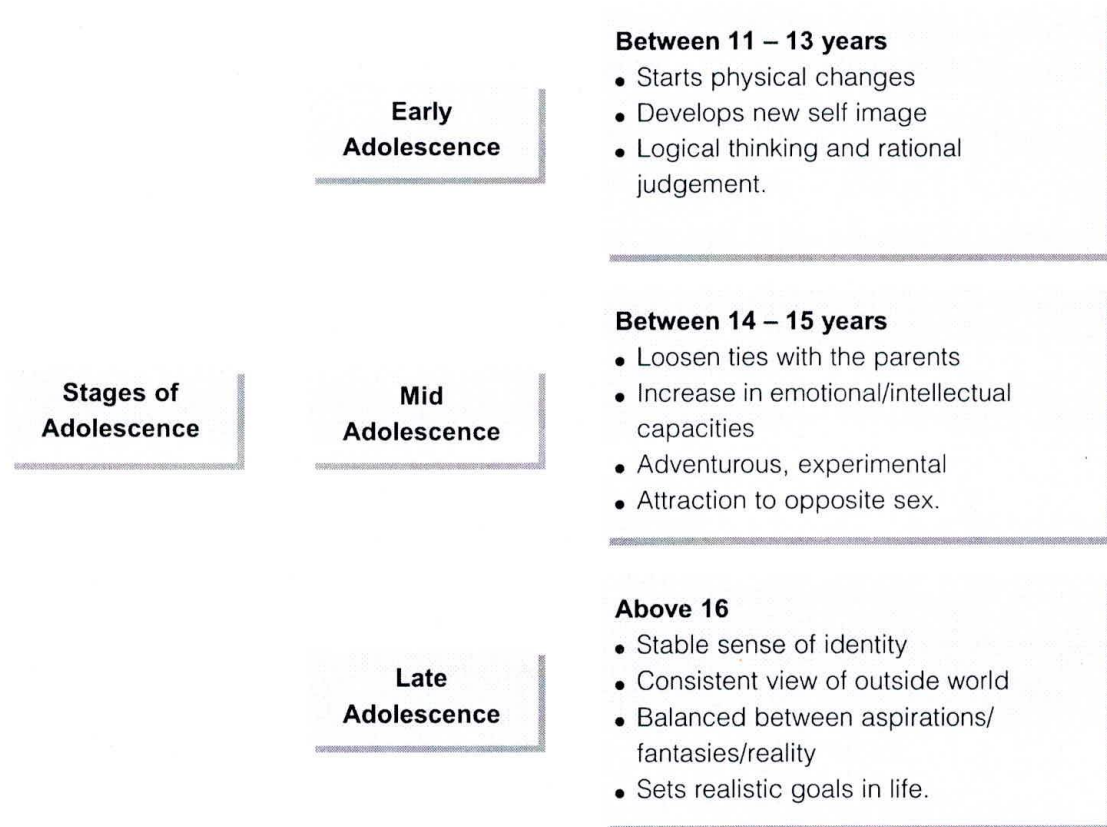 Stages of
Adolescence
Early
Adolescence
Between 11 – 13 years
• Starts physical changes
• Develops new self image
• Logical thinking and rational
judgement.
Mid
Adolescence
Between 14 – 15 years
• Loosen ties with the parents
• Increase in emotional/intellectual
capacities
• Adventurous, experimental
• Attraction to opposite sex.
Late
Adolescence
Above 16
• Stable sense of identity
• Consistent view of outside world
• Balanced between aspirations/
fantasies/reality
• Sets realistic goals in life.